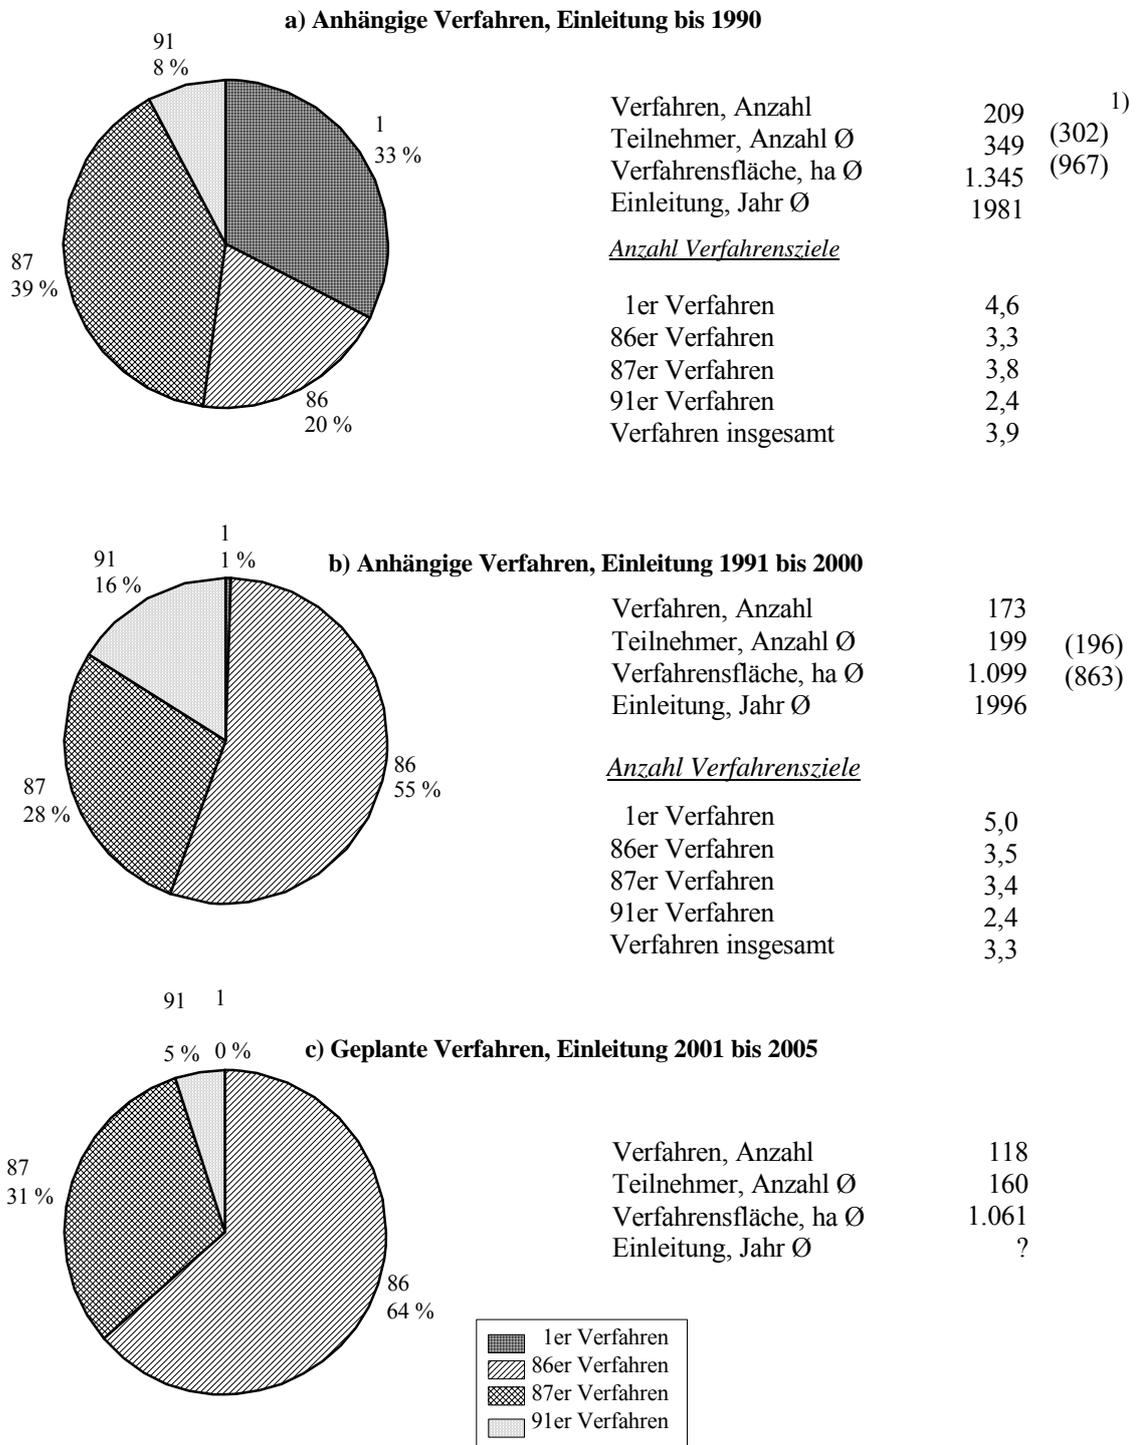 a) Anhängige Verfahren, Einleitung bis 1990
91
8 %
1
33 %
87
39 %
86
20 %
Verfahren, Anzahl 209 1)
Teilnehmer, Anzahl Ø 349 (302)
Verfahrensfläche, ha Ø 1.345 (967)
Einleitung, Jahr Ø 1981
Anzahl Verfahrensziele
1er Verfahren 4,6
86er Verfahren 3,3
87er Verfahren 3,8
91er Verfahren 2,4
Verfahren insgesamt 3,9
b) Anhängige Verfahren, Einleitung 1991 bis 2000
1
1 %
91
16 %
86
55 %
87
28 %
Verfahren, Anzahl 173
Teilnehmer, Anzahl Ø 199 (196)
Verfahrensfläche, ha Ø 1.099 (863)
Einleitung, Jahr Ø 1996
Anzahl Verfahrensziele
1er Verfahren 5,0
86er Verfahren 3,5
87er Verfahren 3,4
91er Verfahren 2,4
Verfahren insgesamt 3,3
c) Geplante Verfahren, Einleitung 2001 bis 2005
91 1
5 % 0 %
87
31 %
86
64 %
Verfahren, Anzahl 118
Teilnehmer, Anzahl Ø 160
Verfahrensfläche, ha Ø 1.061
Einleitung, Jahr Ø ?
1er Verfahren
86er Verfahren
87er Verfahren
91er Verfahren